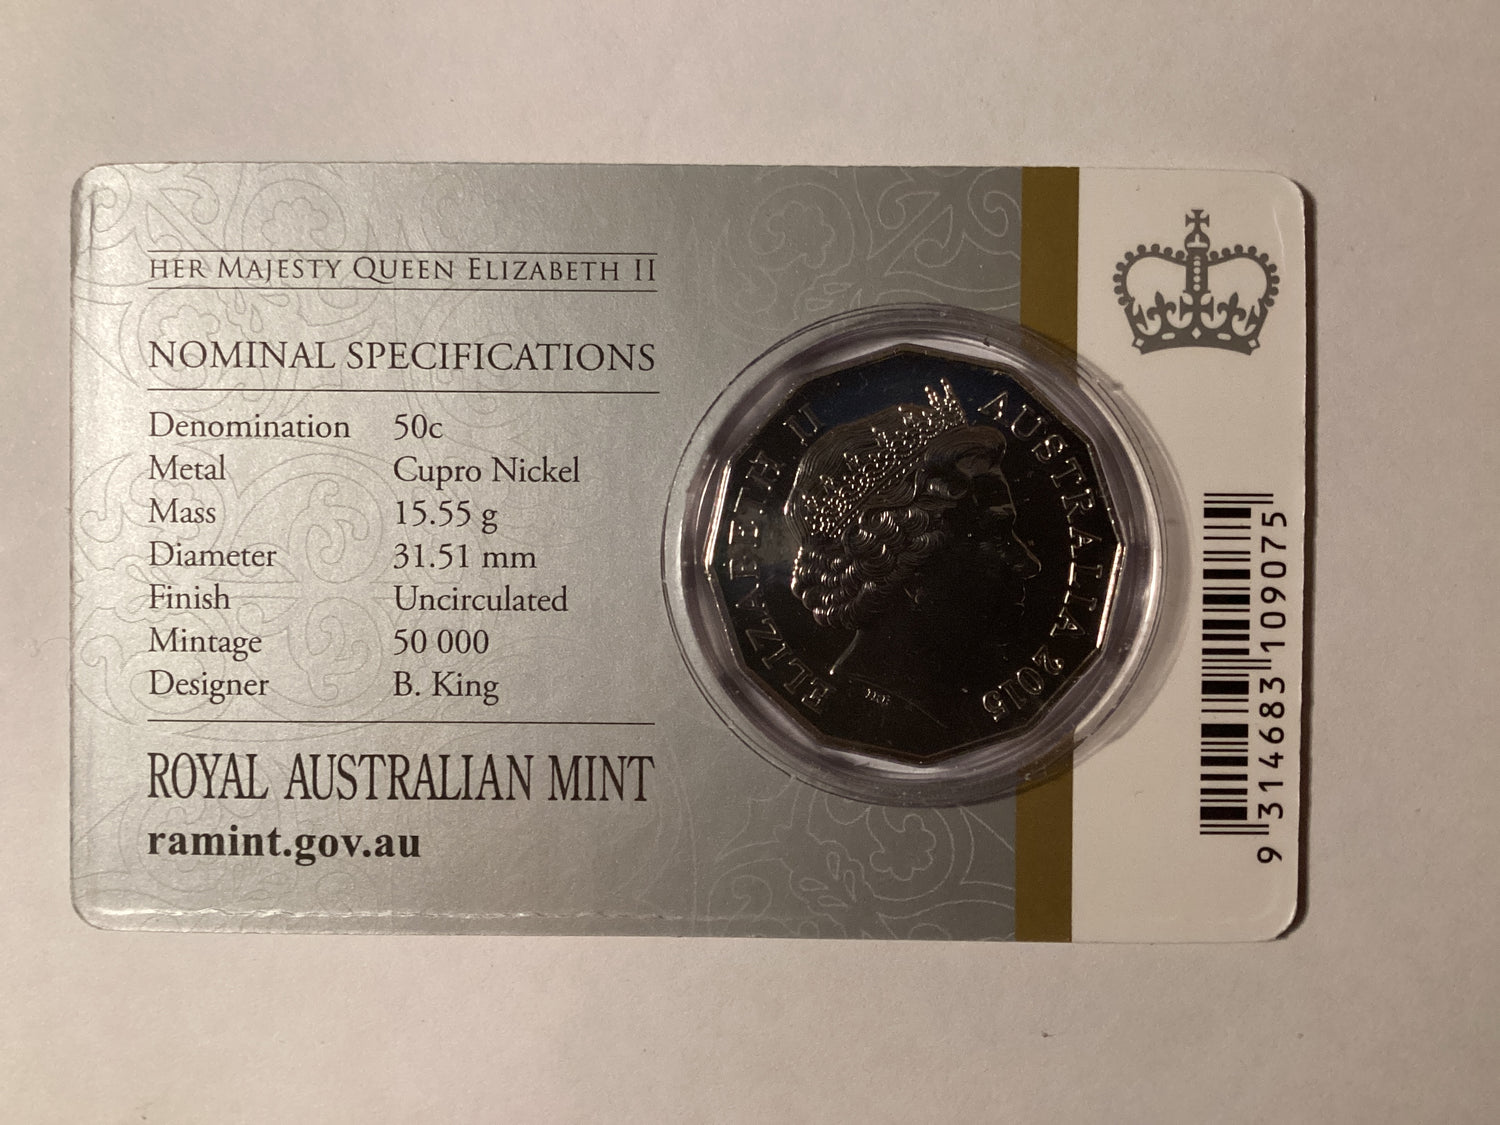 HER MAJESTY QUEEN ELIZABETH II
NOMINAL SPECIFICATIONS
Denomination 50c
Metal Cupro Nickel
Mass 15.55 g
Diameter 31.51 mm
Finish Uncirculated
Mintage 50 000
Designer B. King
ROYAL AUSTRALIAN MINT
ramint.gov.au
ELIZABETH II
AUSTRALIA 2015
9 314683 109075